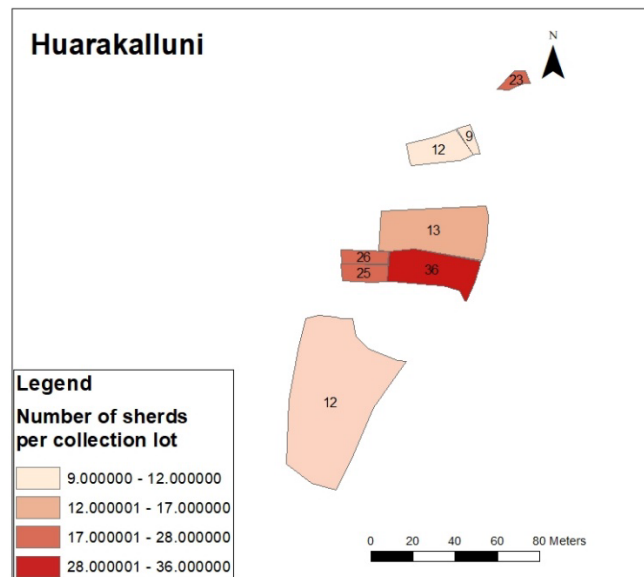 Huarakalluni
N
23
9
12
13
26
36
25
12
Legend
Number of sherds
per collection lot
9.000000 - 12.000000
12.000001 - 17.000000
17.000001 - 28.000000
28.000001 - 36.000000
0 20 40 60 80 Meters